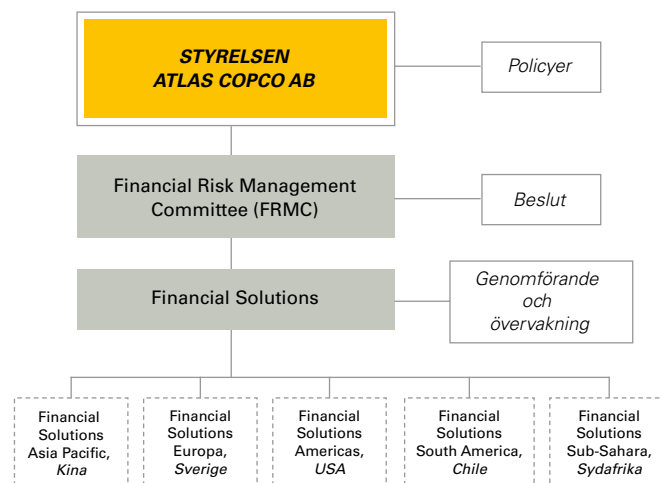 STYRELSEN
ATLAS COPCO AB
Policyer
Financial Risk Management
Committee (FRMC)
Beslut
Financial Solutions
Genomförande
och
övervakning
Financial
Solutions
Asia Pacific,
Kina
Financial
Solutions
Europa,
Sverige
Financial
Solutions
Americas,
USA
Financial
Solutions
South America,
Chile
Financial
Solutions
Sub-Sahara,
Sydafrika